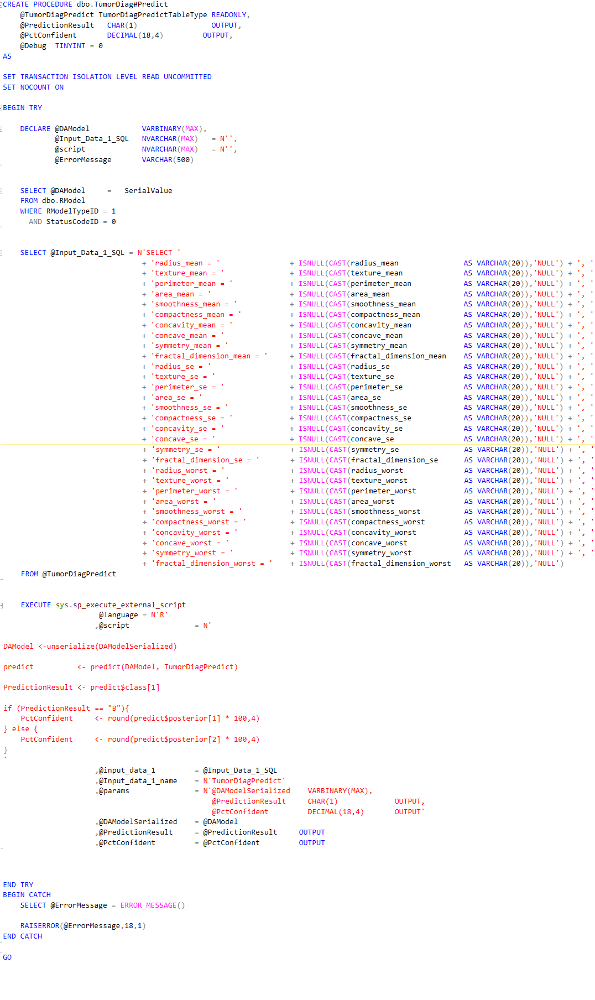 CREATE PROCEDURE dbo.TumorDiag#Predict
    @TumorDiagPredict TumorDiagPredictTableType READONLY,
    @PredictionResult   CHAR(1)                 OUTPUT,
    @PctConfident       DECIMAL(18,4)         OUTPUT,
    @Debug  TINYINT = 0
AS

SET TRANSACTION ISOLATION LEVEL READ UNCOMMITTED
SET NOCOUNT ON

BEGIN TRY

    DECLARE @DAModel            VARBINARY(MAX),
            @Input_Data_1_SQL   NVARCHAR(MAX)   = N'',
            @script             NVARCHAR(MAX)   = N'',
            @ErrorMessage       VARCHAR(500)

    SELECT @DAModel     =   SerialValue
    FROM dbo.RModel
    WHERE RModelTypeID = 1
      AND StatusCodeID = 0

    SELECT @Input_Data_1_SQL = N'SELECT '
                                + 'radius_mean = '                + ISNULL(CAST(radius_mean               AS VARCHAR(20)),'NULL') + ', '
                                + 'texture_mean = '               + ISNULL(CAST(texture_mean              AS VARCHAR(20)),'NULL') + ', '
                                + 'perimeter_mean = '             + ISNULL(CAST(perimeter_mean            AS VARCHAR(20)),'NULL') + ', '
                                + 'area_mean = '                  + ISNULL(CAST(area_mean                 AS VARCHAR(20)),'NULL') + ', '
                                + 'smoothness_mean = '            + ISNULL(CAST(smoothness_mean           AS VARCHAR(20)),'NULL') + ', '
                                + 'compactness_mean = '           + ISNULL(CAST(compactness_mean          AS VARCHAR(20)),'NULL') + ', '
                                + 'concavity_mean = '             + ISNULL(CAST(concavity_mean            AS VARCHAR(20)),'NULL') + ', '
                                + 'concave_mean = '               + ISNULL(CAST(concave_mean              AS VARCHAR(20)),'NULL') + ', '
                                + 'symmetry_mean = '              + ISNULL(CAST(symmetry_mean             AS VARCHAR(20)),'NULL') + ', '
                                + 'fractal_dimension_mean = '     + ISNULL(CAST(fractal_dimension_mean    AS VARCHAR(20)),'NULL') + ', '
                                + 'radius_se = '                  + ISNULL(CAST(radius_se                 AS VARCHAR(20)),'NULL') + ', '
                                + 'texture_se = '                 + ISNULL(CAST(texture_se                AS VARCHAR(20)),'NULL') + ', '
                                + 'perimeter_se = '               + ISNULL(CAST(perimeter_se              AS VARCHAR(20)),'NULL') + ', '
                                + 'area_se = '                    + ISNULL(CAST(area_se                   AS VARCHAR(20)),'NULL') + ', '
                                + 'smoothness_se = '              + ISNULL(CAST(smoothness_se             AS VARCHAR(20)),'NULL') + ', '
                                + 'compactness_se = '             + ISNULL(CAST(compactness_se            AS VARCHAR(20)),'NULL') + ', '
                                + 'concavity_se = '               + ISNULL(CAST(concavity_se              AS VARCHAR(20)),'NULL') + ', '
                                + 'concave_se = '                 + ISNULL(CAST(concave_se                AS VARCHAR(20)),'NULL') + ', '
                                + 'symmetry_se = '                + ISNULL(CAST(symmetry_se               AS VARCHAR(20)),'NULL') + ', '
                                + 'fractal_dimension_se = '       + ISNULL(CAST(fractal_dimension_se      AS VARCHAR(20)),'NULL') + ', '
                                + 'radius_worst = '               + ISNULL(CAST(radius_worst              AS VARCHAR(20)),'NULL') + ', '
                                + 'texture_worst = '              + ISNULL(CAST(texture_worst             AS VARCHAR(20)),'NULL') + ', '
                                + 'perimeter_worst = '            + ISNULL(CAST(perimeter_worst           AS VARCHAR(20)),'NULL') + ', '
                                + 'area_worst = '                 + ISNULL(CAST(area_worst                AS VARCHAR(20)),'NULL') + ', '
                                + 'smoothness_worst = '           + ISNULL(CAST(smoothness_worst          AS VARCHAR(20)),'NULL') + ', '
                                + 'compactness_worst = '          + ISNULL(CAST(compactness_worst         AS VARCHAR(20)),'NULL') + ', '
                                + 'concavity_worst = '            + ISNULL(CAST(concavity_worst           AS VARCHAR(20)),'NULL') + ', '
                                + 'concave_worst = '              + ISNULL(CAST(concave_worst             AS VARCHAR(20)),'NULL') + ', '
                                + 'symmetry_worst = '             + ISNULL(CAST(symmetry_worst            AS VARCHAR(20)),'NULL') + ', '
                                + 'fractal_dimension_worst = '    + ISNULL(CAST(fractal_dimension_worst   AS VARCHAR(20)),'NULL')
    FROM @TumorDiagPredict

    EXECUTE sys.sp_execute_external_script
                      @language = N'R'
                     ,@script               = N'

DAModel <-unserialize(DAModelSerialized)

predict          <- predict(DAModel, TumorDiagPredict)

PredictionResult <- predict$class[1]

if (PredictionResult == "B"){
    PctConfident     <- round(predict$posterior[1] * 100,4)
} else {
    PctConfident     <- round(predict$posterior[2] * 100,4)
}
'
                     ,@input_data_1         = @Input_Data_1_SQL
                     ,@Input_data_1_name    = N'TumorDiagPredict'
                     ,@params               = N'@DAModelSerialized    VARBINARY(MAX),
                                                @PredictionResult     CHAR(1)             OUTPUT,
                                                @PctConfident         DECIMAL(18,4)       OUTPUT'
                     ,@DAModelSerialized    = @DAModel
                     ,@PredictionResult     = @PredictionResult     OUTPUT
                     ,@PctConfident         = @PctConfident         OUTPUT

END TRY
BEGIN CATCH
    SELECT @ErrorMessage = ERROR_MESSAGE()

    RAISERROR(@ErrorMessage,18,1)
END CATCH

GO